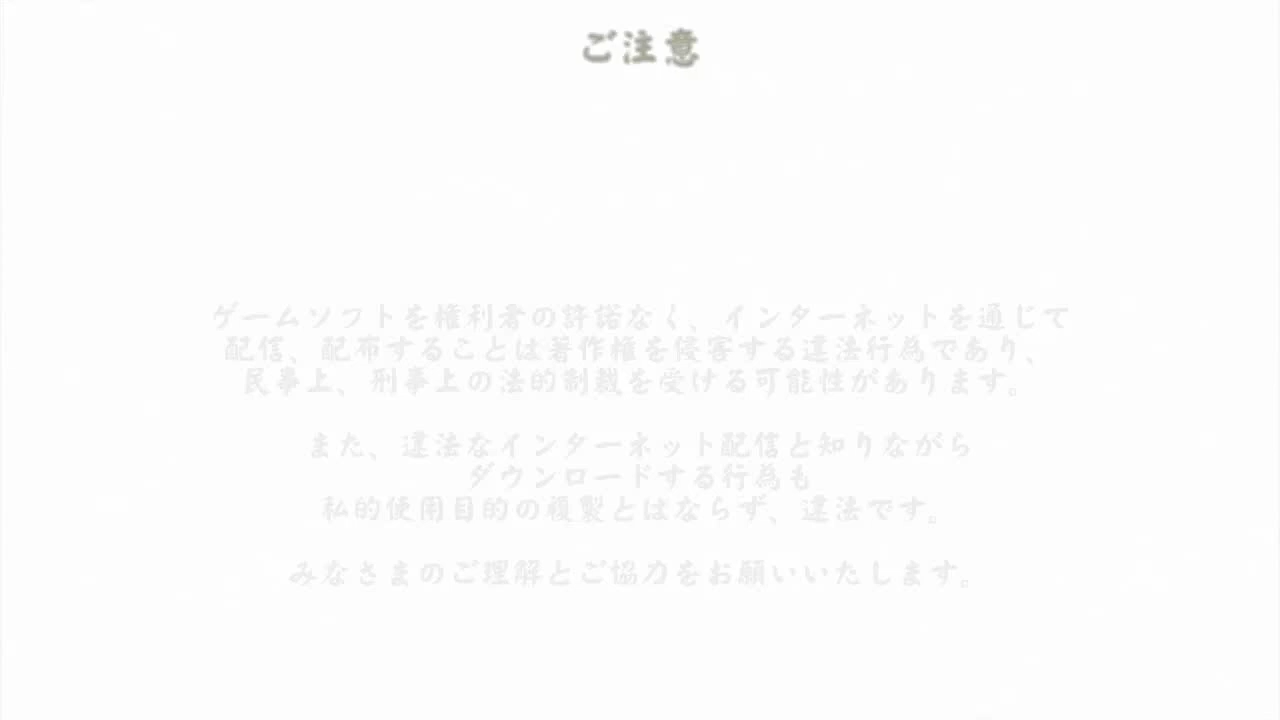 ご注意
ゲームソフトを権利者の許諾なく、インターネットを通じて
配信、配布することは著作権を侵害する違法行為であり、
民事上、刑事上の法的制裁を受ける可能性があります。
また、違法なインターネット配信と知りながら
ダウンロードする行為も
私的使用目的の複製とはならず、違法です。
みなさまのご理解とご協力をお願いいたします。